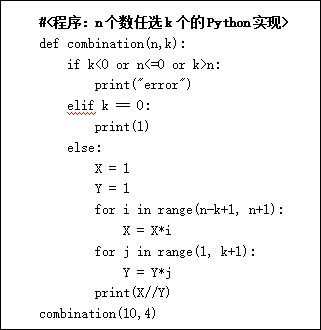 #<程序：n个数任选k个的Python实现>
def combination(n,k):
    if k<0 or n<=0 or k>n:
        print("error")
    elif k == 0:
        print(1)
    else:
        X = 1
        Y = 1
        for i in range(n-k+1, n+1):
            X = X*i
        for j in range(1, k+1):
            Y = Y*j
        print(X//Y)
combination(10,4)